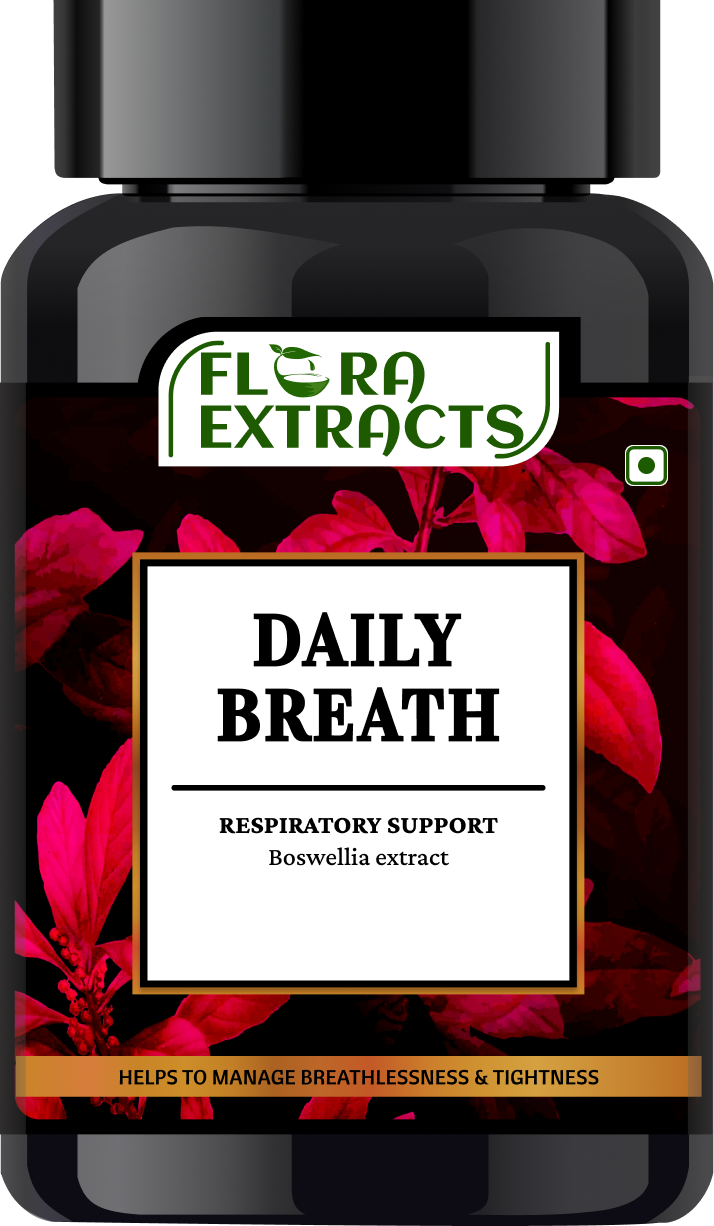 FLORA
EXTRACTS
DAILY
BREATH
RESPIRATORY SUPPORT
Boswellia extract
HELPS TO MANAGE BREATHLESSNESS & TIGHTNESS